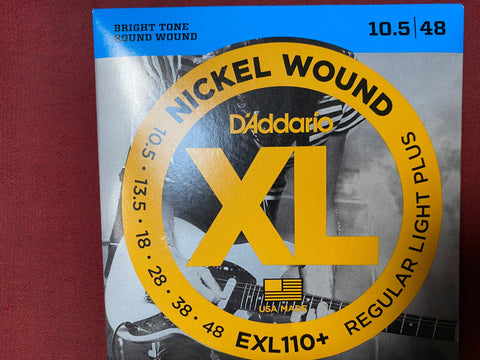 BRIGHT TONE
ROUND WOUND
10.5|48
NICKEL WOUND
D'Addario
XL
USA MADE
EXL110+
REGULAR LIGHT PLUS
10.5 • 13.5 • 18 • 28 • 38 • 48